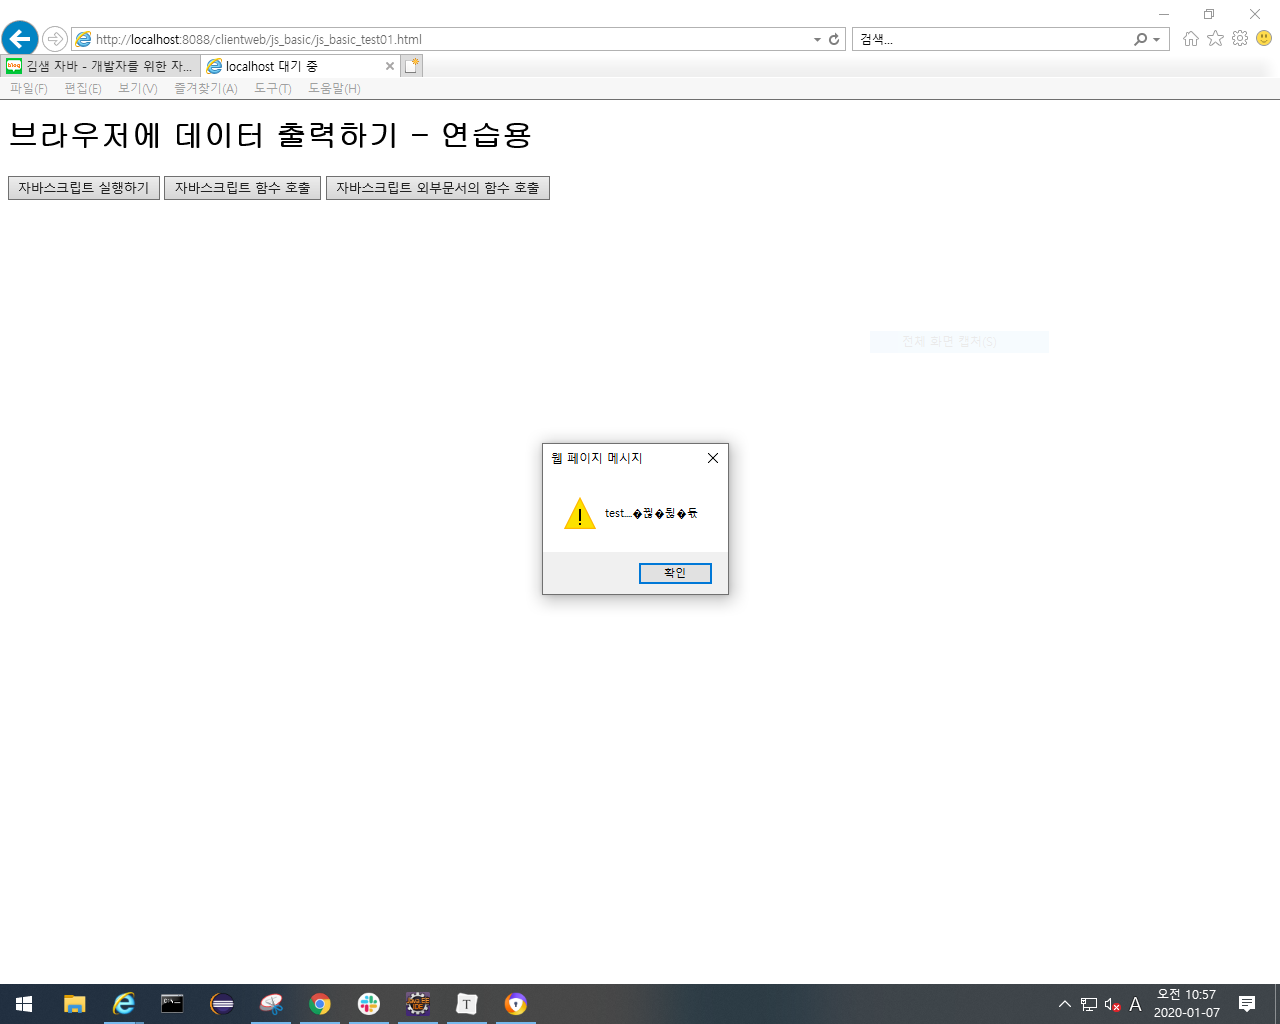 http://localhost:8088/clientweb/js_basic/js_basic_test01.html
검색...
김샘 자바 - 개발자를 위한 자...
localhost 대기 중
파일(F) 편집(E) 보기(V) 즐겨찾기(A) 도구(T) 도움말(H)
브라우저에 데이터 출력하기 - 연습용
자바스크립트 실행하기 자바스크립트 함수 호출 자바스크립트 외부문서의 함수 호출
전체 화면 캡처(S)
웹 페이지 메시지
test....�
확인
A
오전 10:57
2020-01-07